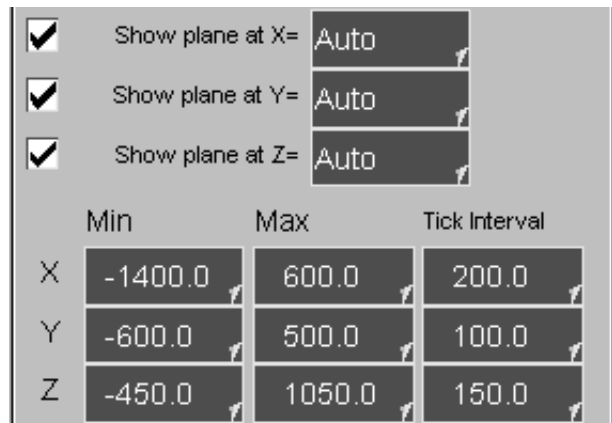 Show plane at X= Auto
Show plane at Y= Auto
Show plane at Z= Auto
Min Max Tick Interval
X -1400.0 600.0 200.0
Y -600.0 500.0 100.0
Z -450.0 1050.0 150.0